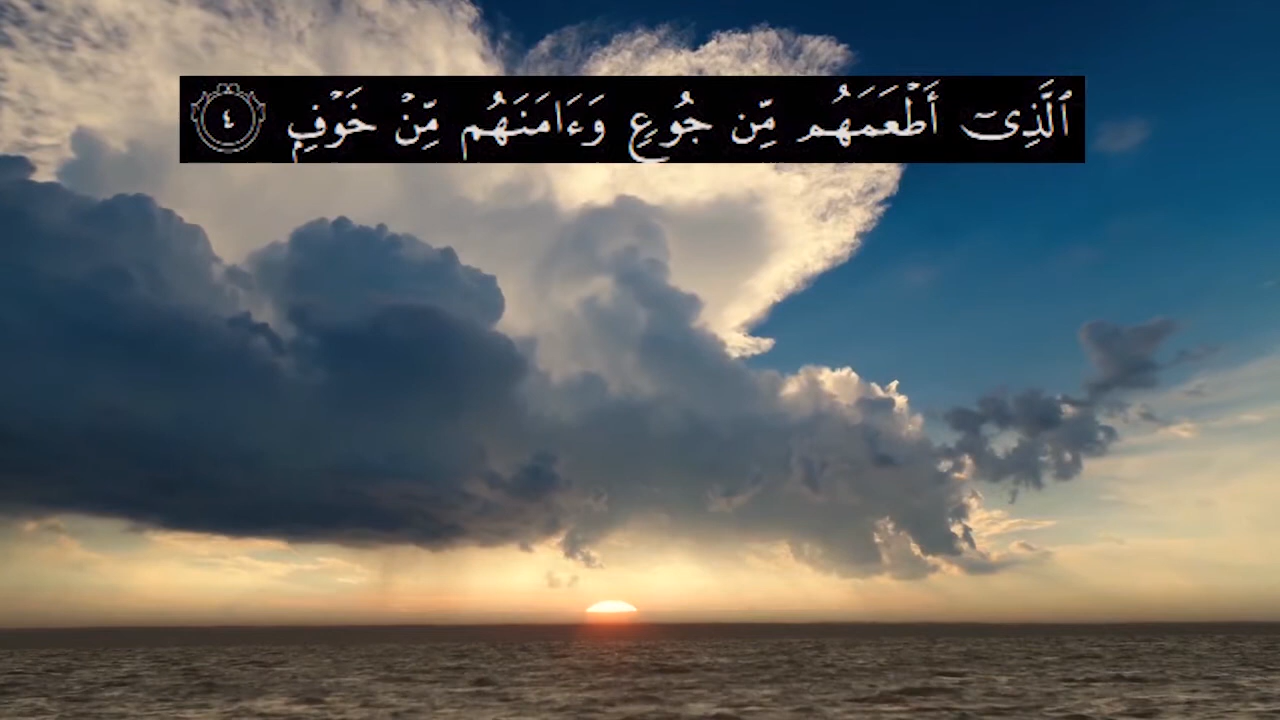 ٱلَّذِىٓ أَطْعَمَهُم مِّن جُوعٍ وَءَامَنَهُم مِّنْ خَوْفٍۭ ٤